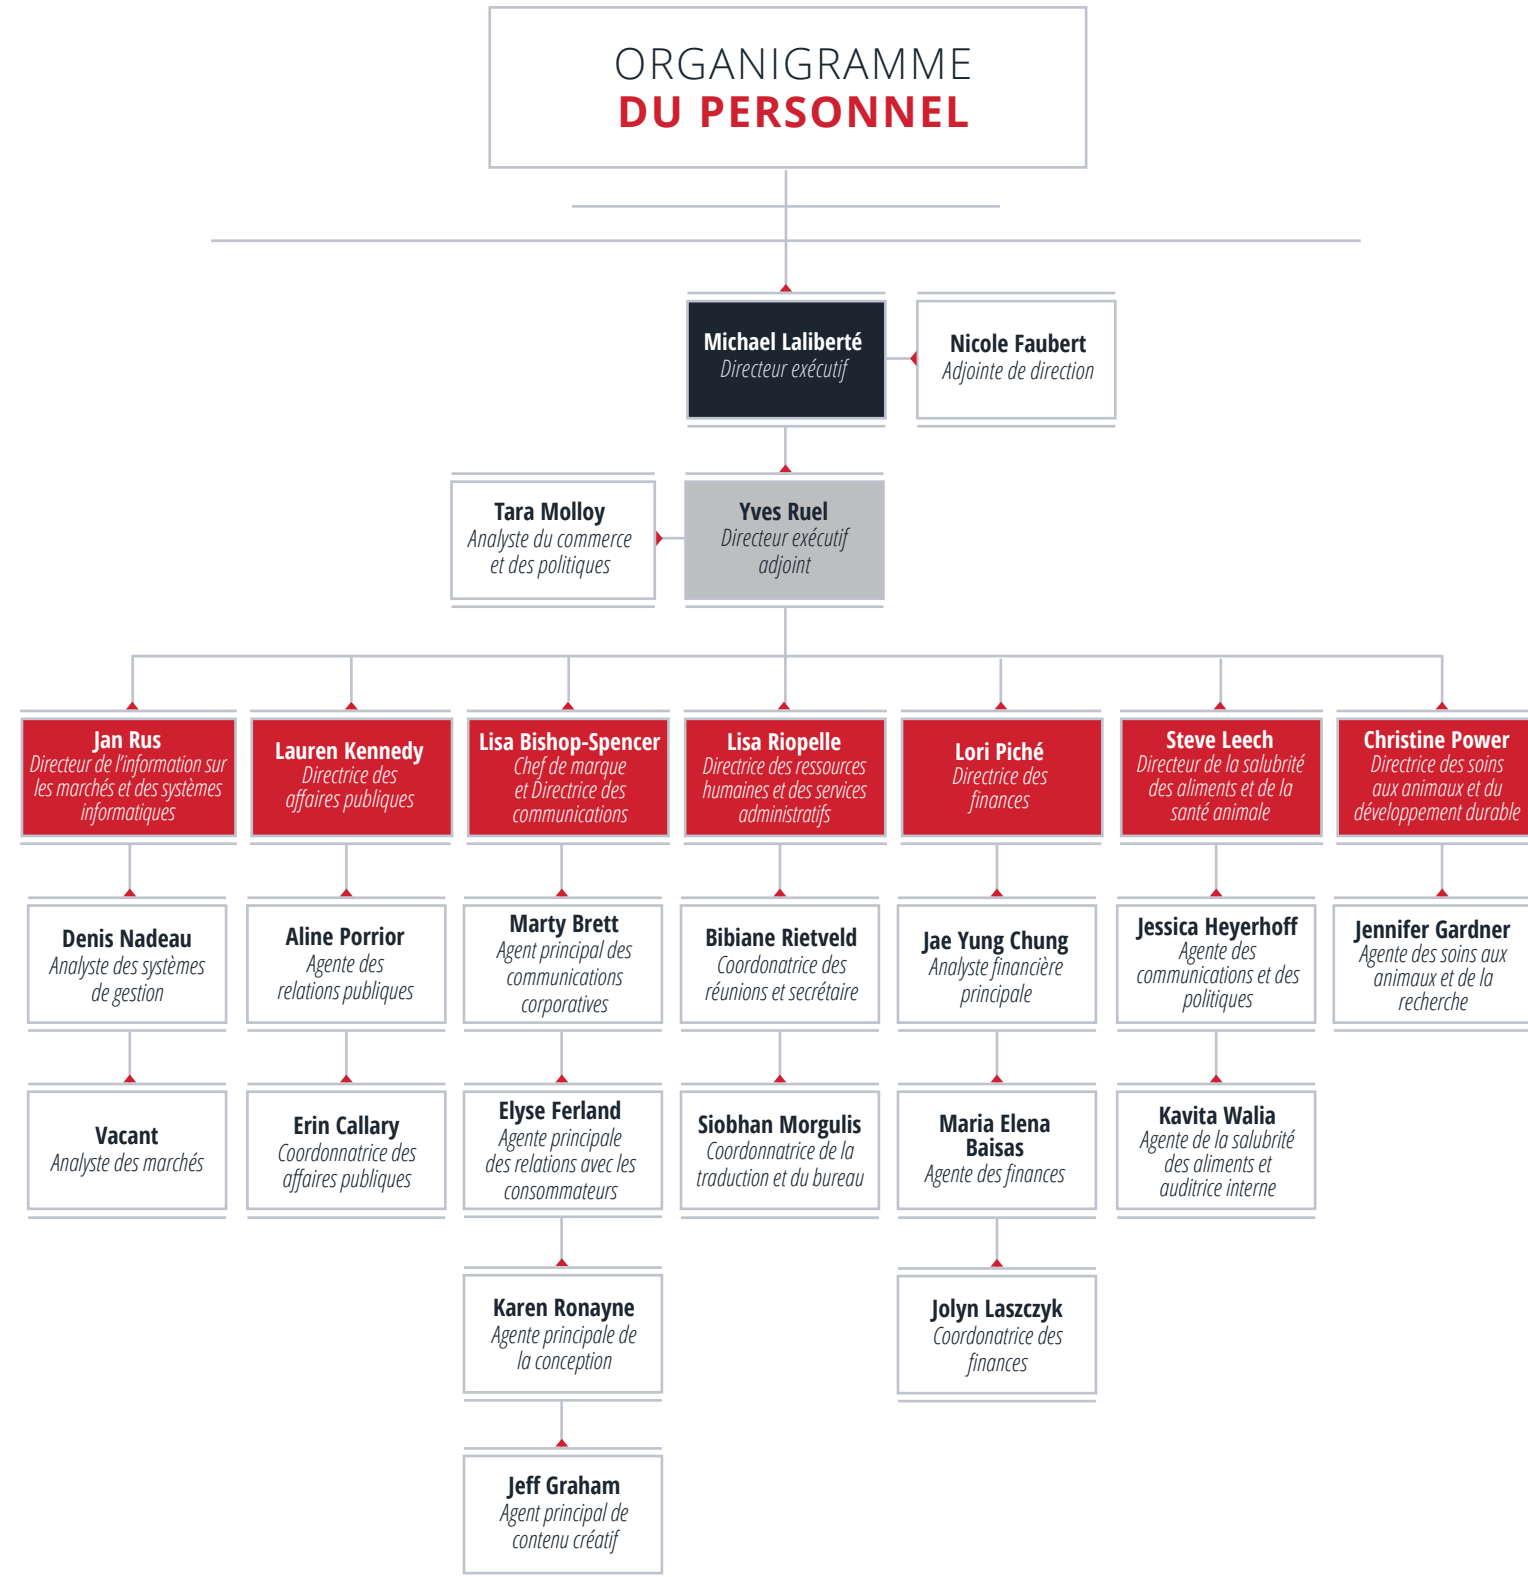 ORGANIGRAMME
DU PERSONNEL
Michael Laliberté
Directeur exécutif
Nicole Faubert
Adjointe de direction
Tara Molloy
Analyste du commerce
et des politiques
Yves Ruel
Directeur exécutif
adjoint
Jan Rus
Directeur de l'information sur
les marchés et des systèmes
informatiques
Lauren Kennedy
Directrice des
affaires publiques
Lisa Bishop-Spencer
Chef de marque
et Directrice des
communications
Lisa Riopelle
Directrice des ressources
humaines et des services
administratifs
Lori Piché
Directrice des
finances
Steve Leech
Directeur de la salubrité
des aliments et de la
santé animale
Christine Power
Directrice des soins
aux animaux et du
développement durable
Denis Nadeau
Analyste des systèmes
de gestion
Aline Porrior
Agente des
relations publiques
Marty Brett
Agent principal des
communications
corporatives
Bibiane Rietveld
Coordonatrice des
réunions et secrétaire
Jae Yung Chung
Analyste financière
principale
Jessica Heyerhoff
Agente des
communications et des
politiques
Jennifer Gardner
Agente des soins aux
animaux et de la
recherche
Vacant
Analyste des marchés
Erin Callary
Coordonnatrice des
affaires publiques
Elyse Ferland
Agente principale
des relations avec les
consommateurs
Siobhan Morgulis
Coordonnatrice de la
traduction et du bureau
Maria Elena
Baisas
Agente des finances
Kavita Walia
Agente de la salubrité
des aliments et
auditrice interne
Karen Ronayne
Agente principale de
la conception
Jolyn Laszczyk
Coordonatrice des
finances
Jeff Graham
Agent principal de
contenu créatif